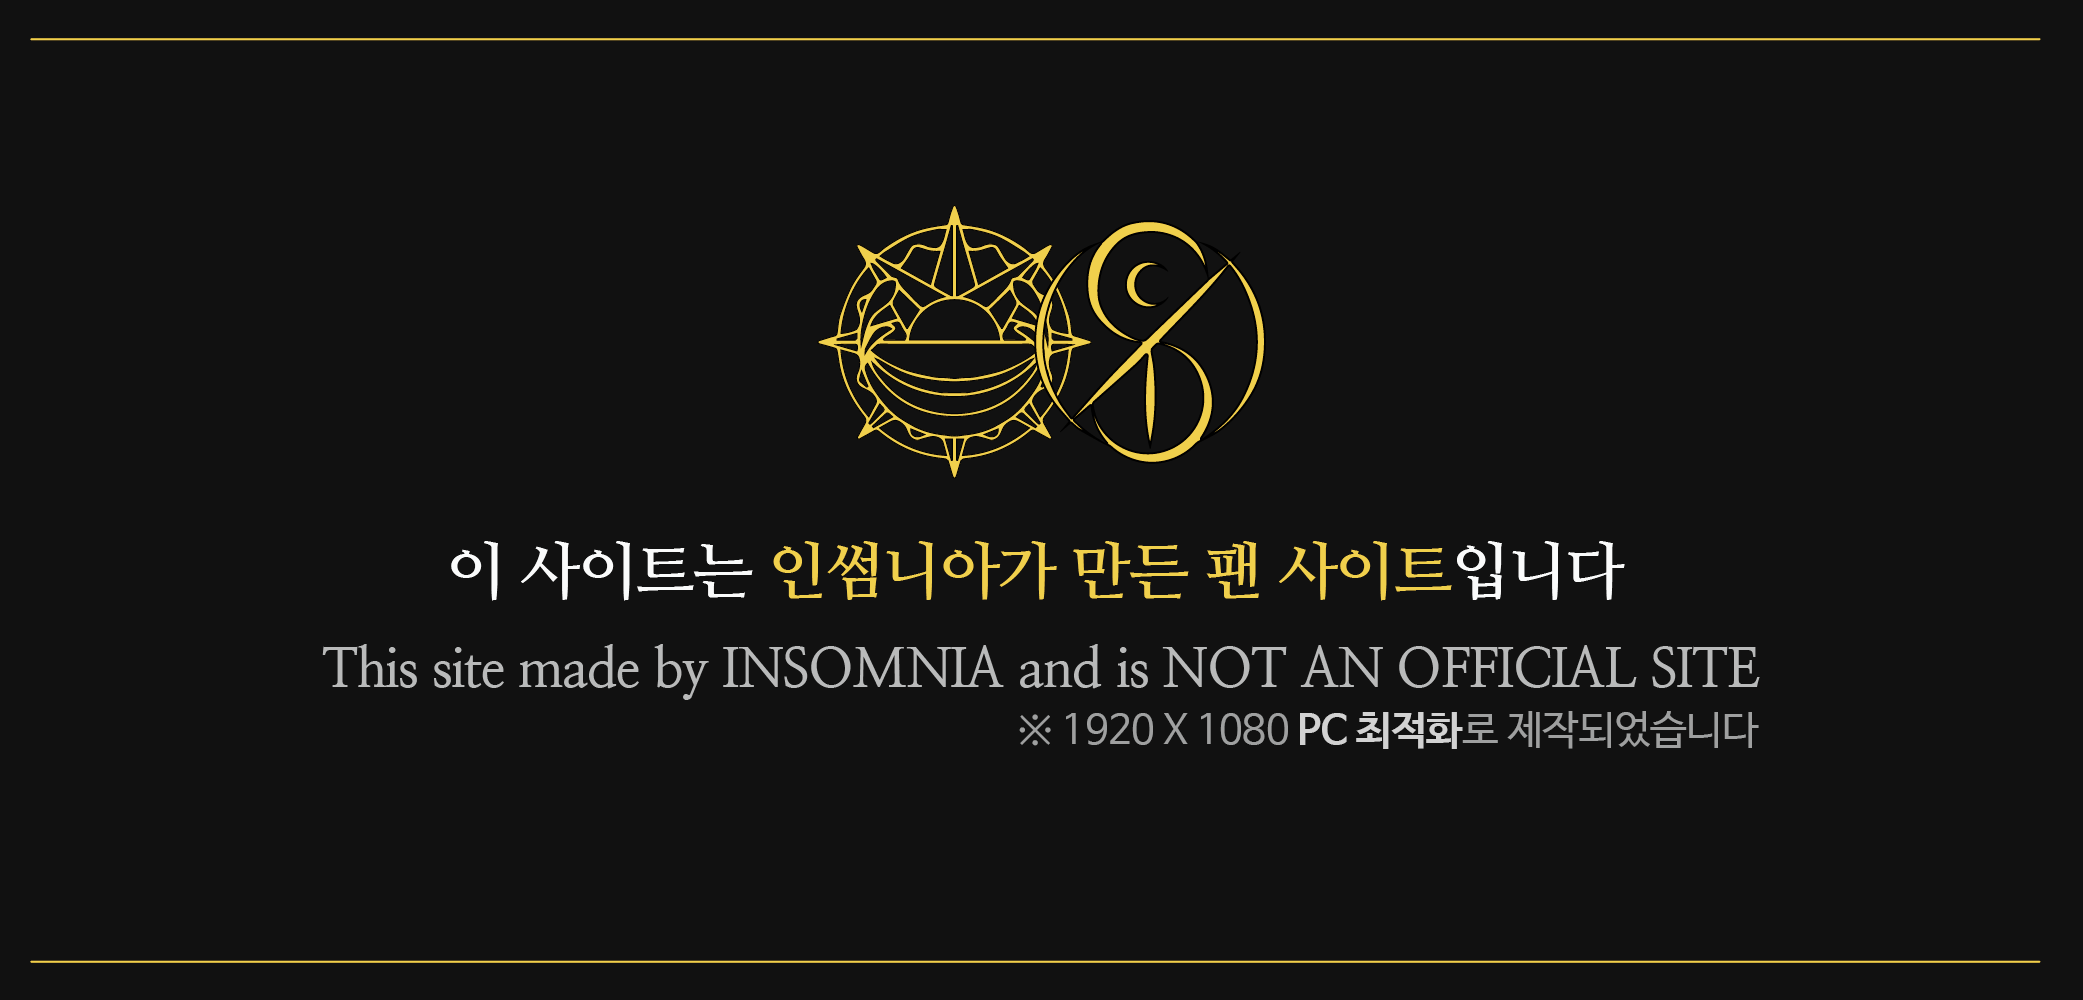 이 사이트는 인썸니아가 만든 팬 사이트입니다
This site made by INSOMNIA and is NOT AN OFFICIAL SITE
※ 1920 X 1080 PC 최적화로 제작되었습니다